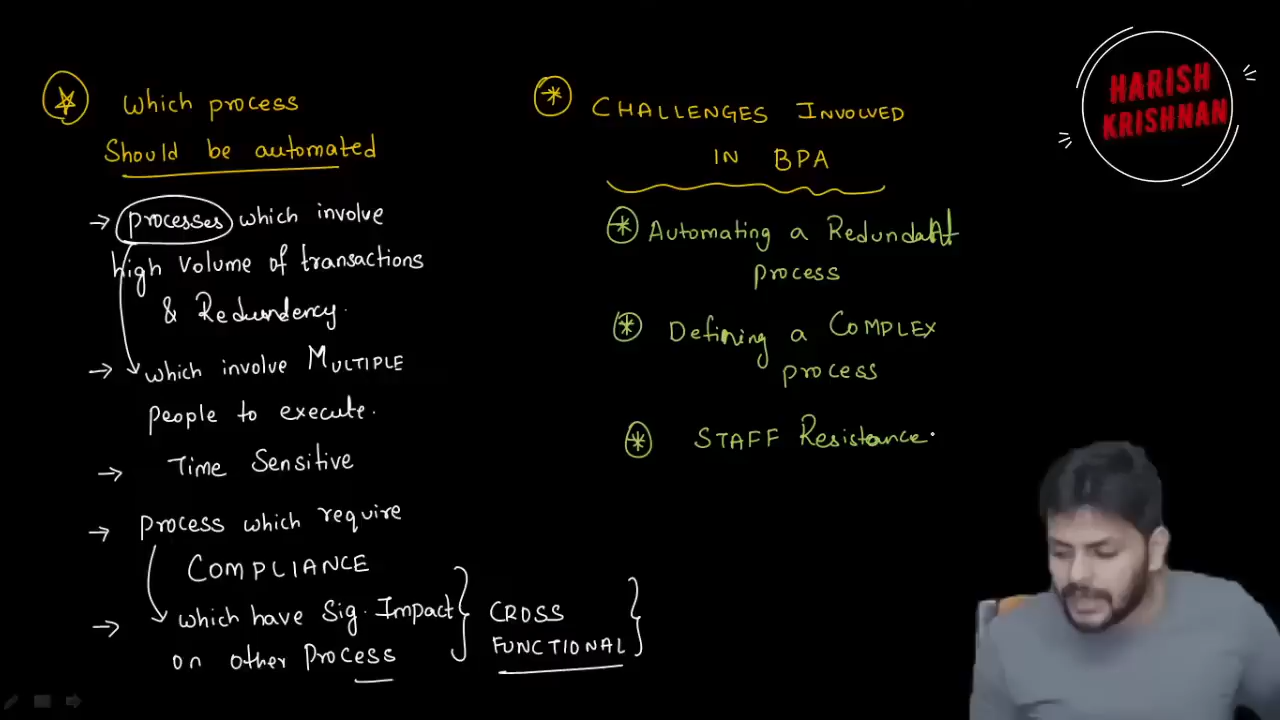 Which process
Should be automated
→ processes which involve
high Volume of transactions
& Redundency.
→ which involve MULTIPLE
people to execute.
→ Time Sensitive
→ process which require
COMPLIANCE
→ which have Sig. Impact
on other Process
CROSS
FUNCTIONAL
* CHALLENGES INVOLVED
IN BPA
* Automating a RedundaNt
process
* Defining a COMPLEX
process
* STAFF Resistance
HARISH
KRISHNAN